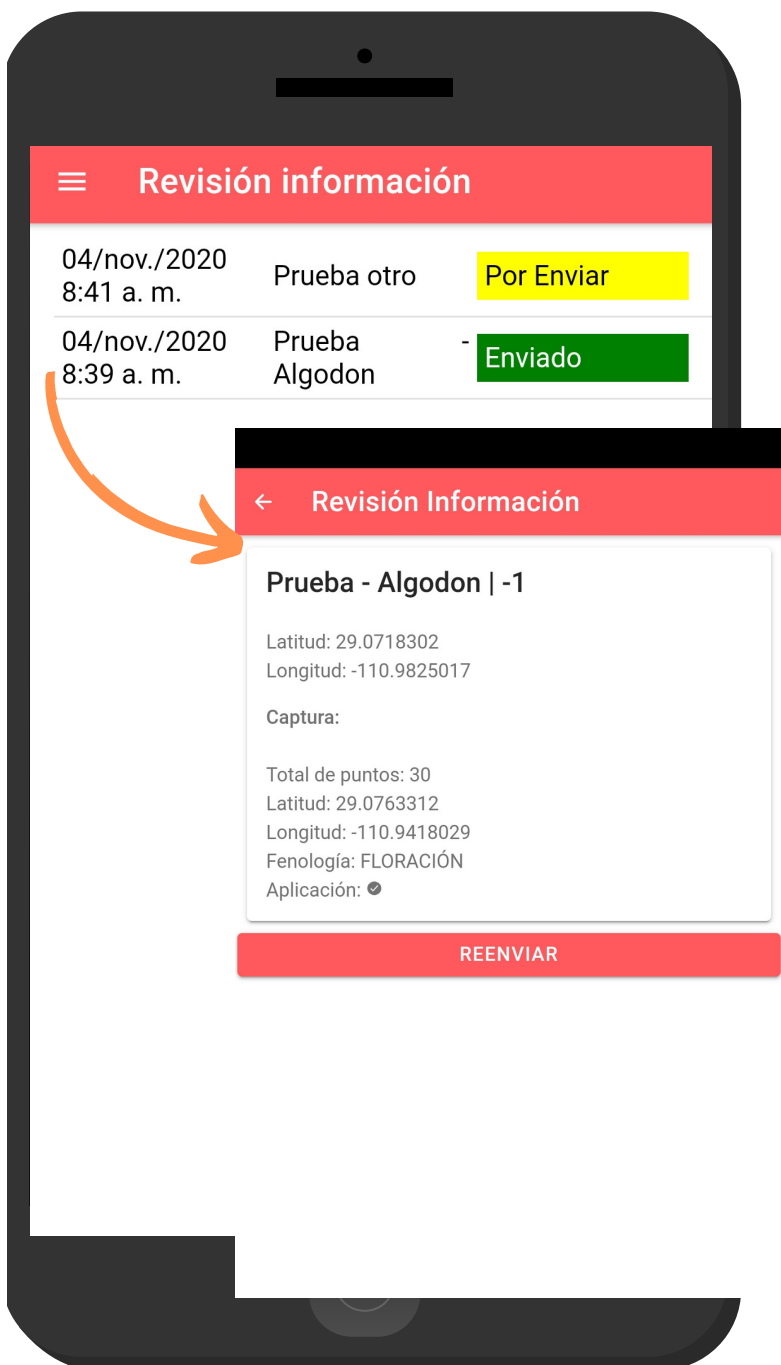 Revisión información
04/nov./2020
8:41 a. m.
Prueba otro
Por Enviar
04/nov./2020
8:39 a. m.
Prueba -
Algodon
Enviado
Revisión Información
Prueba - Algodon | -1
Latitud: 29.0718302
Longitud: -110.9825017
Captura:
Total de puntos: 30
Latitud: 29.0763312
Longitud: -110.9418029
Fenología: FLORACIÓN
Aplicación:
REENVIAR